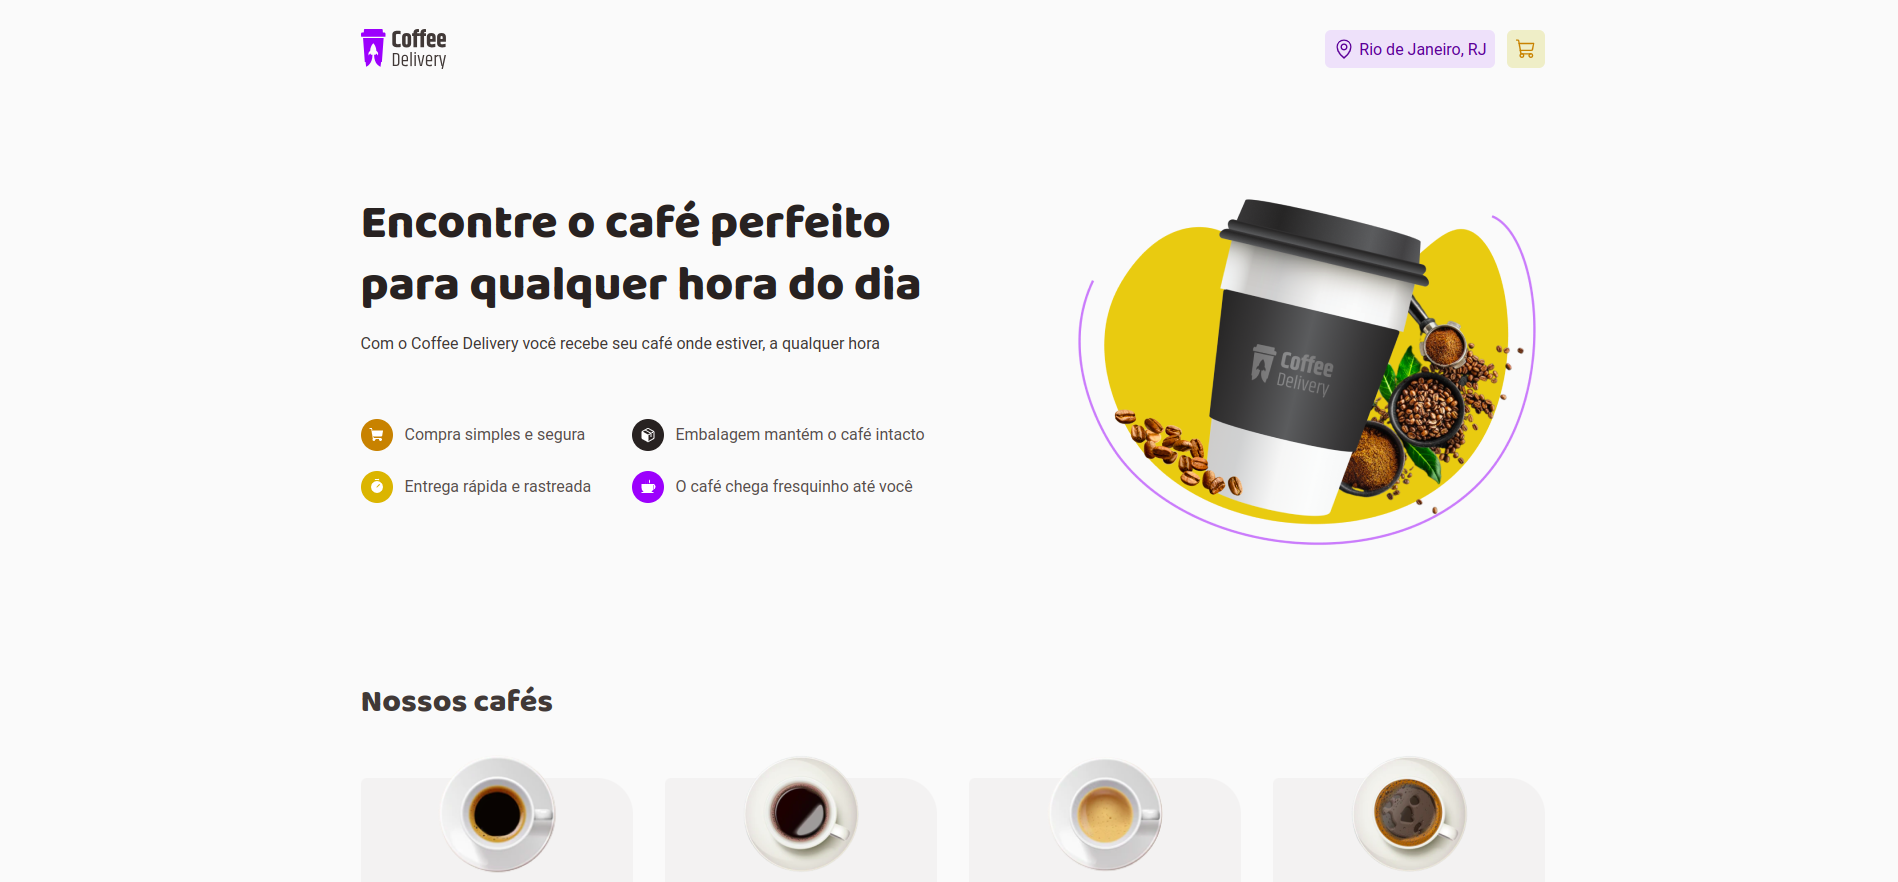 Coffee
Delivery
Rio de Janeiro, RJ
Encontre o café perfeito
para qualquer hora do dia
Com o Coffee Delivery você recebe seu café onde estiver, a qualquer hora
Coffee
Delivery
Compra simples e segura
Embalagem mantém o café intacto
Entrega rápida e rastreada
O café chega fresquinho até você
Nossos cafés